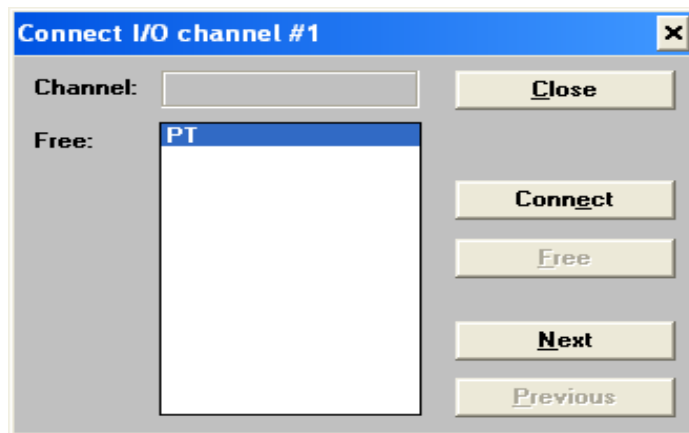 Connect I/O channel #1
Channel:
Close
Free:
PT
Connect
Free
Next
Previous